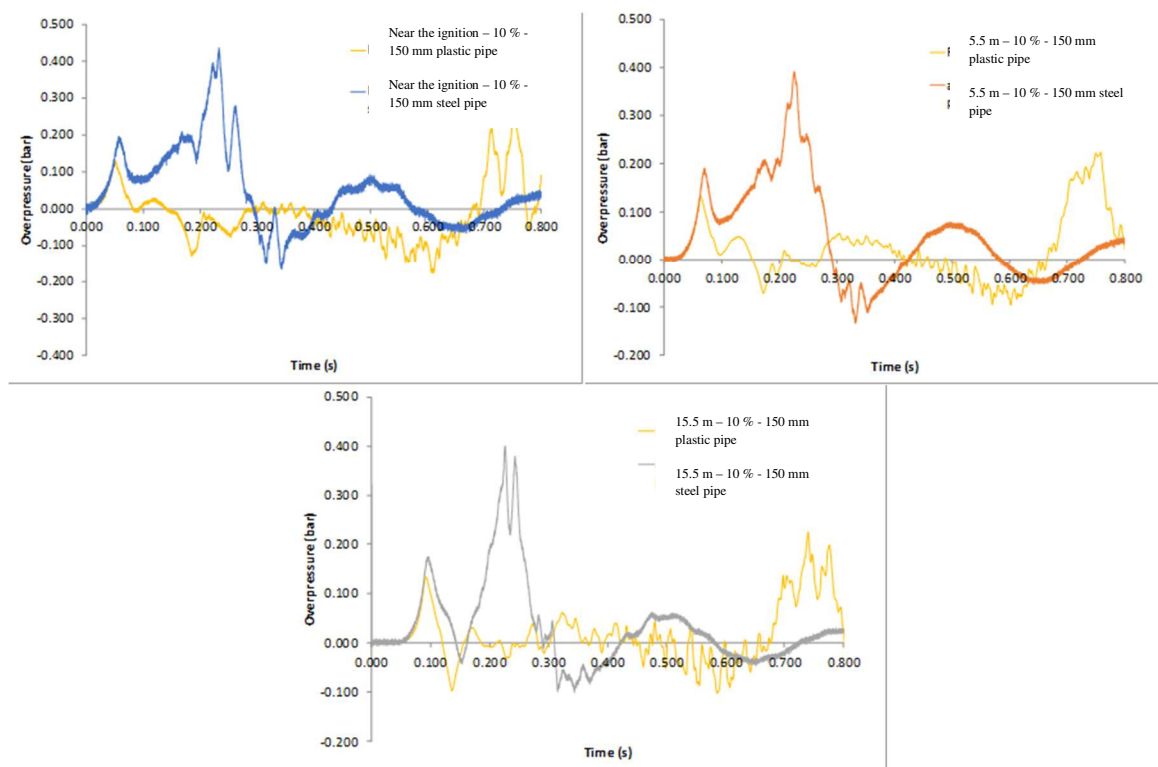 0.500
0.400
0.300
0.200
0.100
0.000
-0.100
-0.200
-0.300
-0.400
Overpressure (bar)
0.000 0.100 0.200 0.300 0.400 0.500 0.600 0.700 0.800
Time (s)
Near the ignition – 10 % -
150 mm plastic pipe
Near the ignition – 10 % -
150 mm steel pipe
0.500
0.400
0.300
0.200
0.100
0.000
-0.100
-0.200
Overpressure (bar)
0.000 0.100 0.200 0.300 0.400 0.500 0.600 0.700 0.800
Time (s)
5.5 m – 10 % - 150 mm
plastic pipe
5.5 m – 10 % - 150 mm steel
pipe
0.500
0.400
0.300
0.200
0.100
0.000
-0.100
-0.200
Overpressure (bar)
0.000 0.100 0.200 0.300 0.400 0.500 0.600 0.700 0.800
Time (s)
15.5 m – 10 % - 150 mm
plastic pipe
15.5 m – 10 % - 150 mm
steel pipe